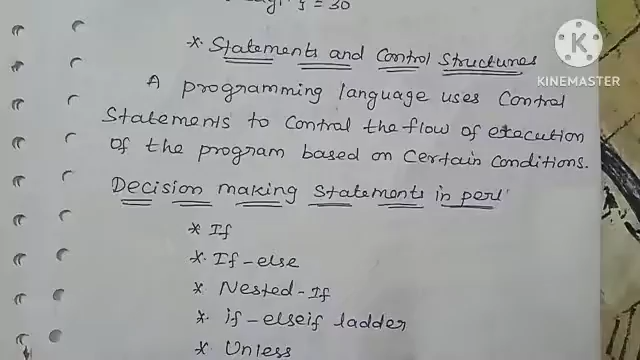 = 30
* Statements and Control Structures
KINEMASTER
A programming language uses Control
Statements to control the flow of execution
of the program based on certain conditions.
Decision making statements in perl
* If
* If-else
* Nested-If
* if-elseif ladder
* Unless